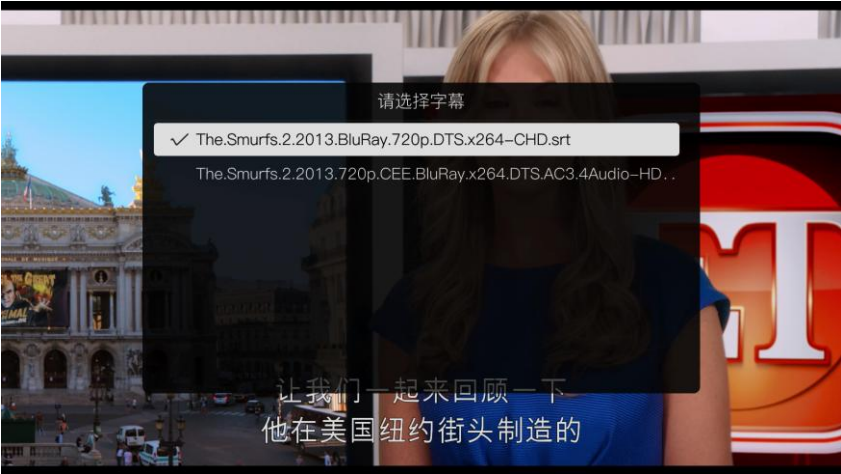 请选择字幕
The.Smurfs.2.2013.BluRay.720p.DTS.x264-CHD.srt
The.Smurfs.2.2013.720p.CEE.BluRay.x264.DTS.AC3.4Audio-HD..
ET
让我们一起来回顾一下
他在美国纽约街头制造的